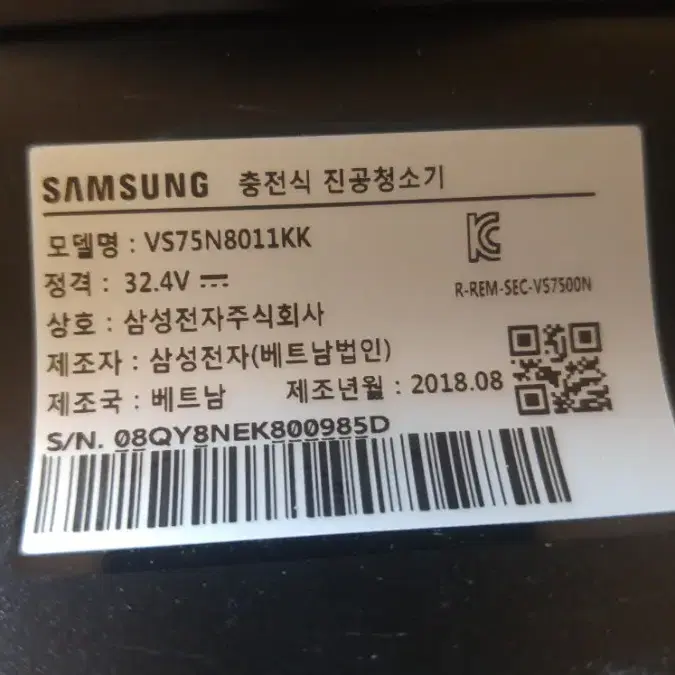 SAMSUNG 충전식 진공청소기
모델명 : VS75N8011KK
정격 : 32.4V
R-REM-SEC-VS7500N
상호 : 삼성전자주식회사
제조자 : 삼성전자(베트남법인)
제조국 : 베트남 제조년월 : 2018.08
S/N. 08QY8NEK800985D